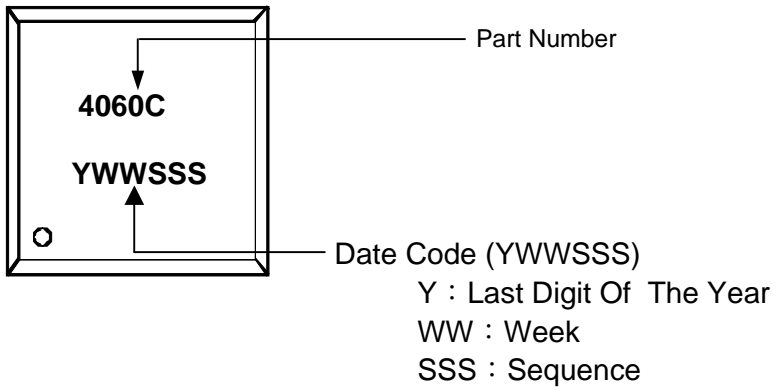 Part Number
4060C
YWWSSS
Date Code (YWWSSS)
Y：Last Digit Of The Year
WW：Week
SSS：Sequence